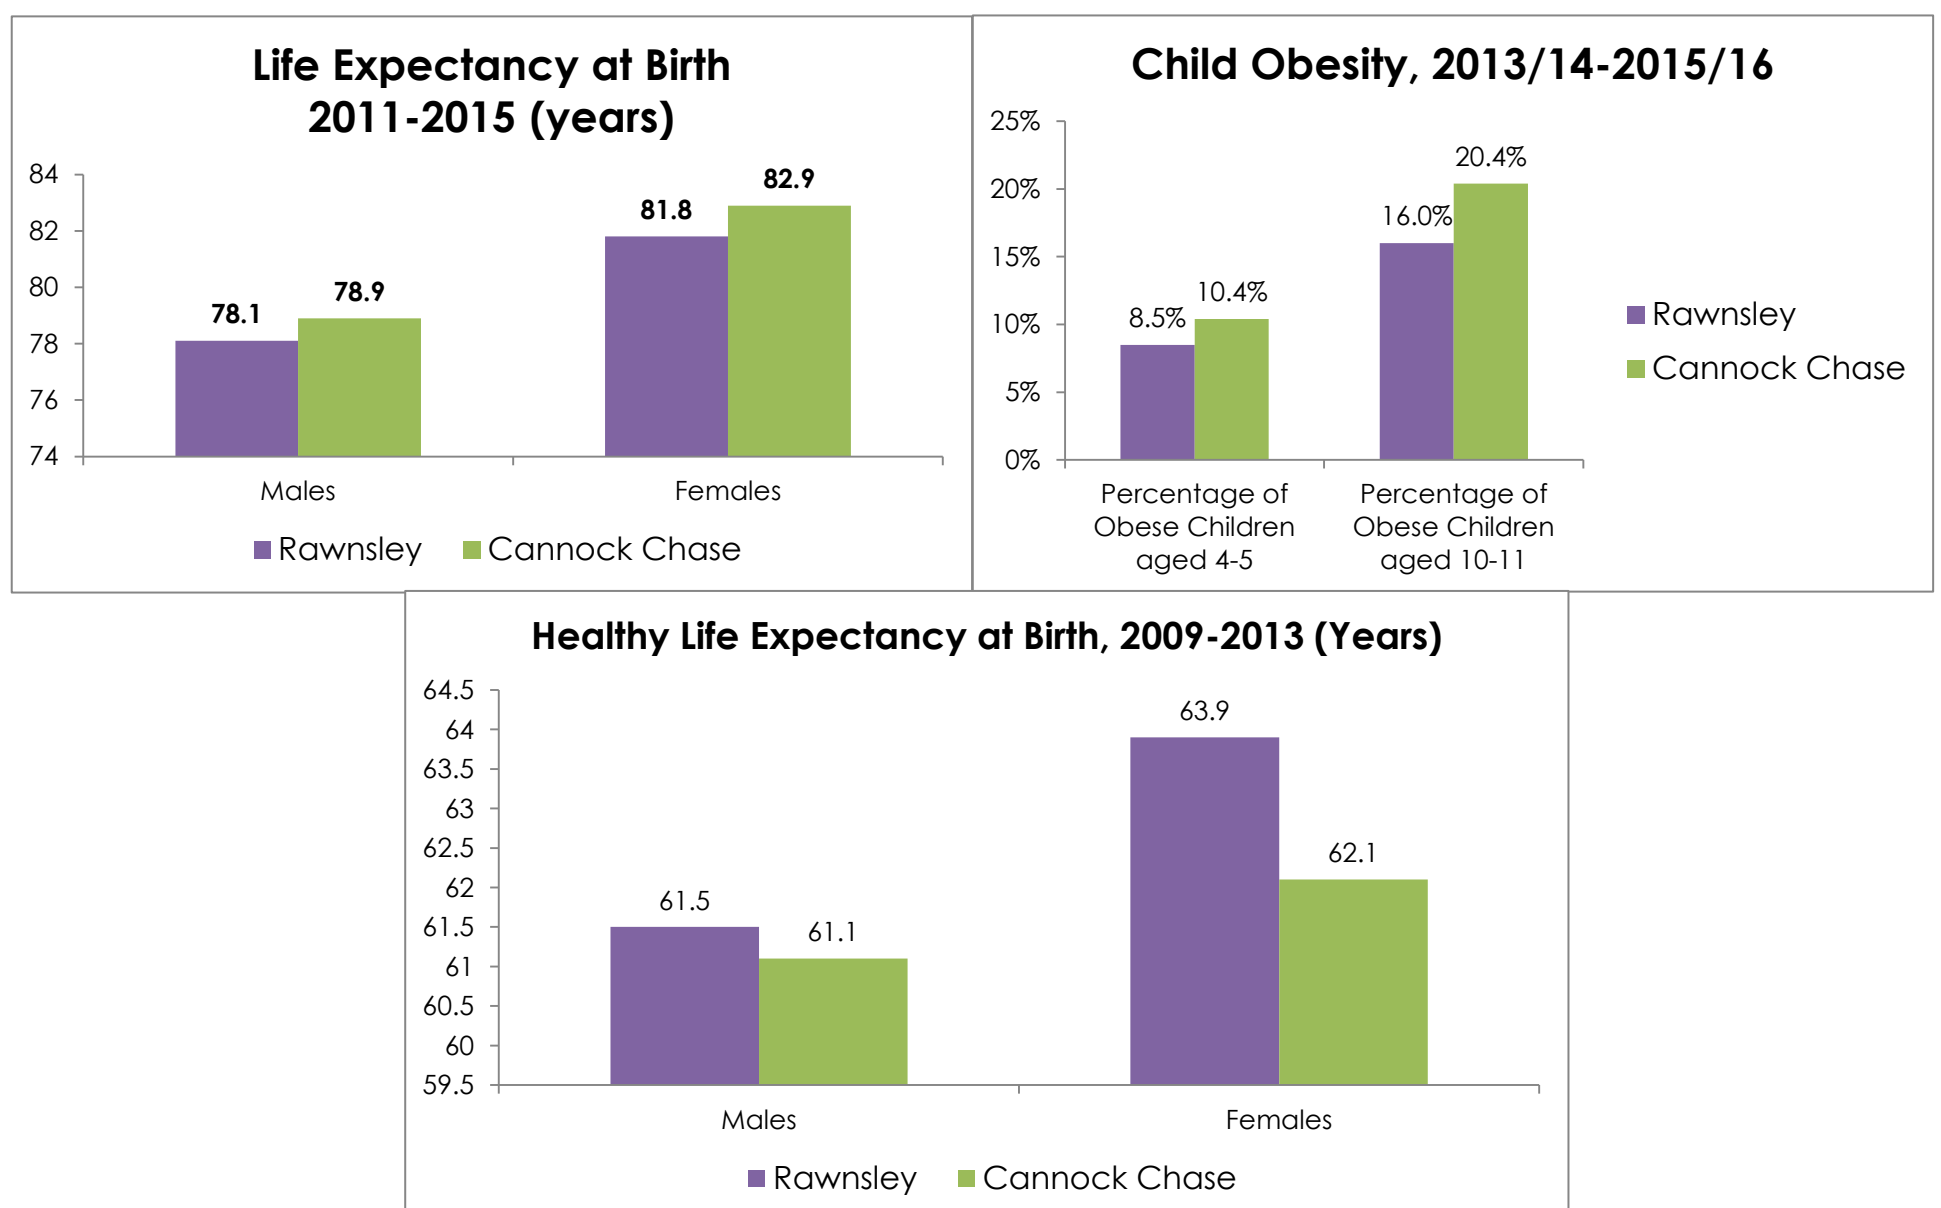 Life Expectancy at Birth
2011-2015 (years)
84
82
80
78
76
74
78.1
78.9
81.8
82.9
Males
Females
Rawnsley
Cannock Chase
Child Obesity, 2013/14-2015/16
25%
20%
15%
10%
5%
0%
8.5%
10.4%
16.0%
20.4%
Percentage of
Obese Children
aged 4-5
Percentage of
Obese Children
aged 10-11
Rawnsley
Cannock Chase
Healthy Life Expectancy at Birth, 2009-2013 (Years)
64.5
64
63.5
63
62.5
62
61.5
61
60.5
60
59.5
61.5
61.1
63.9
62.1
Males
Females
Rawnsley
Cannock Chase